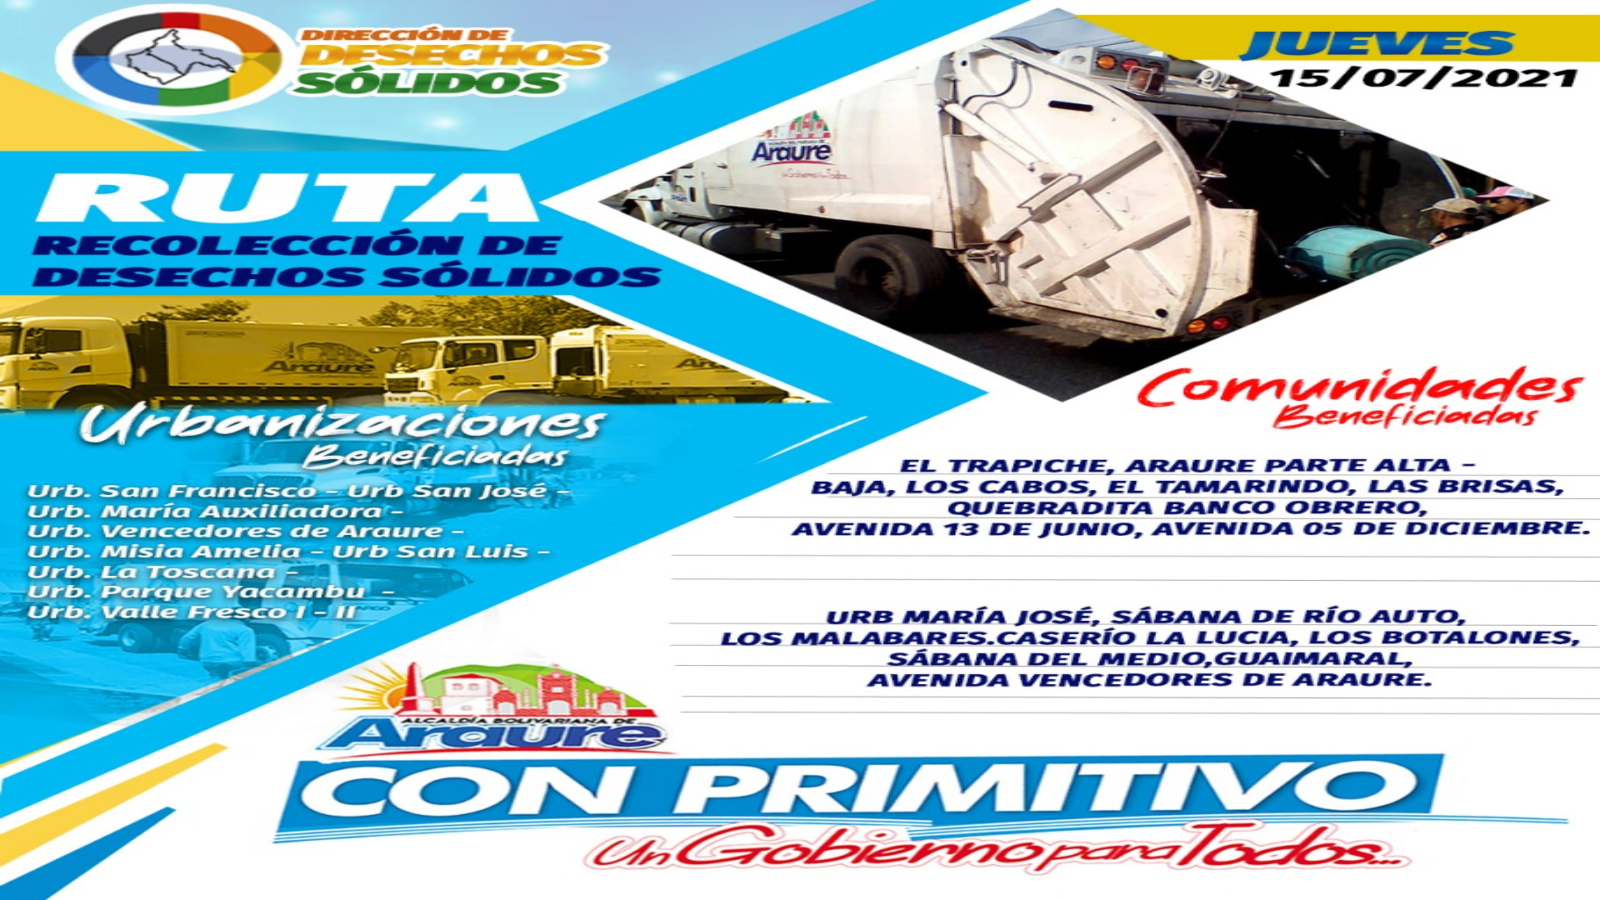 DIRECCIÓN DE
DESECHOS
SÓLIDOS
JUEVES
15/07/2021
RUTA
RECOLECCIÓN DE
DESECHOS SÓLIDOS
Araure
Araure
Urbanizaciones
Beneficiadas
Urb. San Francisco - Urb San José -
Urb. María Auxiliadora -
Urb. Vencedores de Araure -
Urb. Misia Amelia - Urb San Luis -
Urb. La Toscana -
Urb. Parque Yacambu -
Urb. Valle Fresco I - II
Comunidades
Beneficiadas
EL TRAPICHE, ARAURE PARTE ALTA -
BAJA, LOS CABOS, EL TAMARINDO, LAS BRISAS,
QUEBRADITA BANCO OBRERO,
AVENIDA 13 DE JUNIO, AVENIDA 05 DE DICIEMBRE.
URB MARÍA JOSÉ, SÁBANA DE RÍO AUTO,
LOS MALABARES.CASERÍO LA LUCIA, LOS BOTALONES,
SÁBANA DEL MEDIO,GUAIMARAL,
AVENIDA VENCEDORES DE ARAURE.
ALCALDÍA BOLIVARIANA DE
Araure
CON PRIMITIVO
Un Gobierno para Todos...